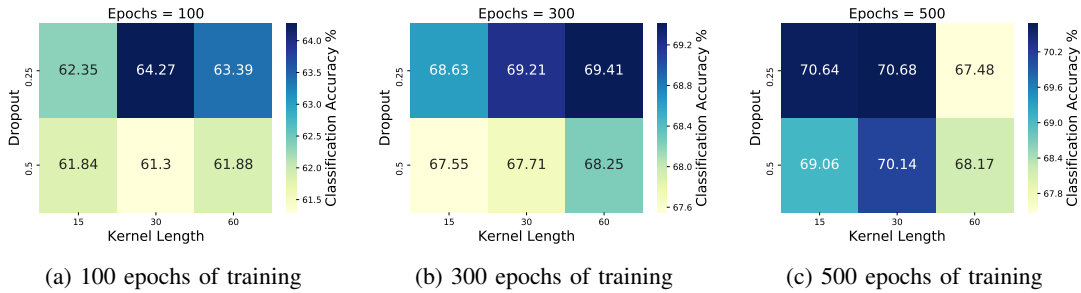 Epochs = 100
Dropout
0.25
0.5
62.35 64.27 63.39
61.84 61.3 61.88
15 30 60
Kernel Length
64.0
63.5
63.0
62.5
62.0
61.5
Classification Accuracy %
(a) 100 epochs of training
Epochs = 300
Dropout
0.25
0.5
68.63 69.21 69.41
67.55 67.71 68.25
15 30 60
Kernel Length
69.2
68.8
68.4
68.0
67.6
Classification Accuracy %
(b) 300 epochs of training
Epochs = 500
Dropout
0.25
0.5
70.64 70.68 67.48
69.06 70.14 68.17
15 30 60
Kernel Length
70.2
69.6
69.0
68.4
67.8
Classification Accuracy %
(c) 500 epochs of training